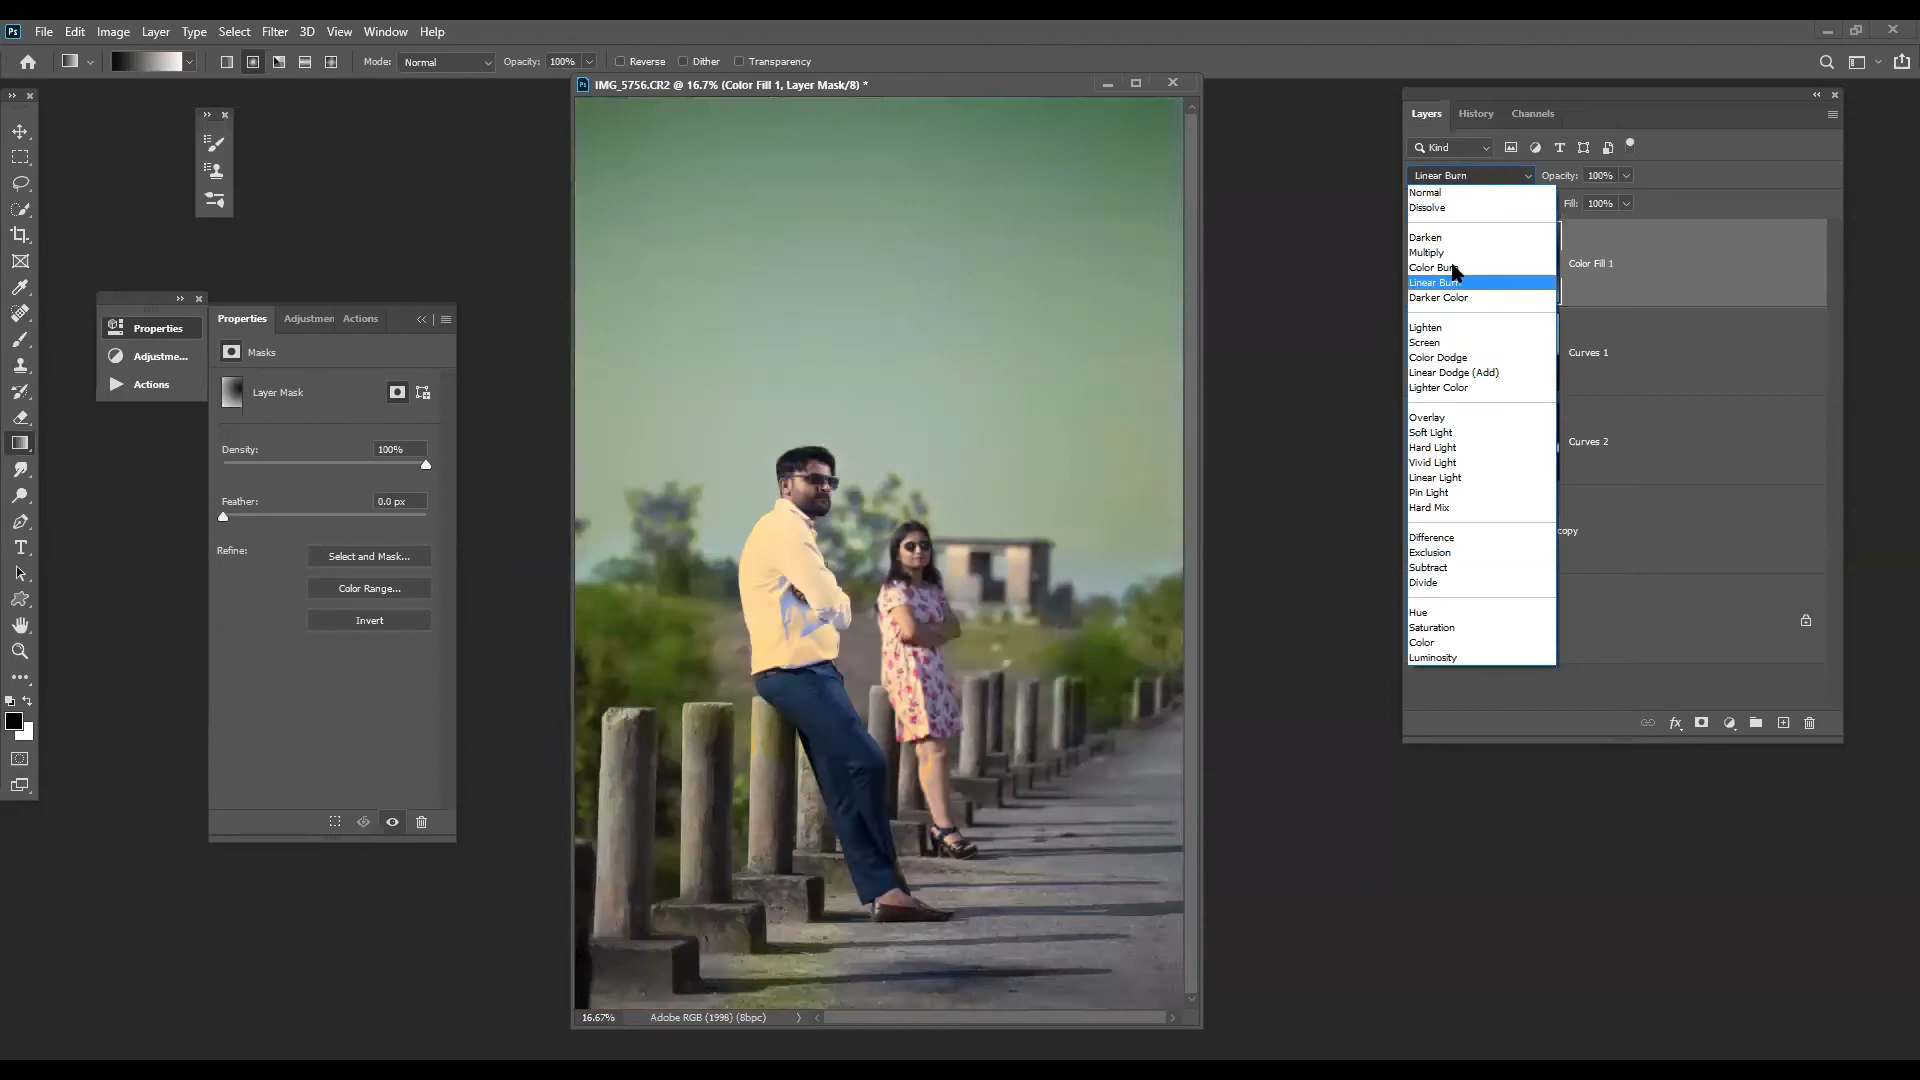 Ps File Edit Image Layer Type Select Filter 3D View Window Help
Mode: Normal Opacity: 100% Reverse Dither Transparency
Ps IMG_5756.CR2 @ 16.7% (Color Fill 1, Layer Mask/8) *
Properties
Adjustme...
Actions
Properties Adjustmen Actions
Masks
Layer Mask
Density: 100%
Feather: 0.0 px
Refine: Select and Mask...
Color Range...
Invert
16.67% Adobe RGB (1998) (8bpc)
Layers History Channels
Kind
Linear Burn Opacity: 100%
Fill: 100%
Normal
Dissolve
Darken
Multiply
Color Burn
Linear Burn
Darker Color
Lighten
Screen
Color Dodge
Linear Dodge (Add)
Lighter Color
Overlay
Soft Light
Hard Light
Vivid Light
Linear Light
Pin Light
Hard Mix
Difference
Exclusion
Subtract
Divide
Hue
Saturation
Color
Luminosity
Color Fill 1
Curves 1
Curves 2
copy
fx